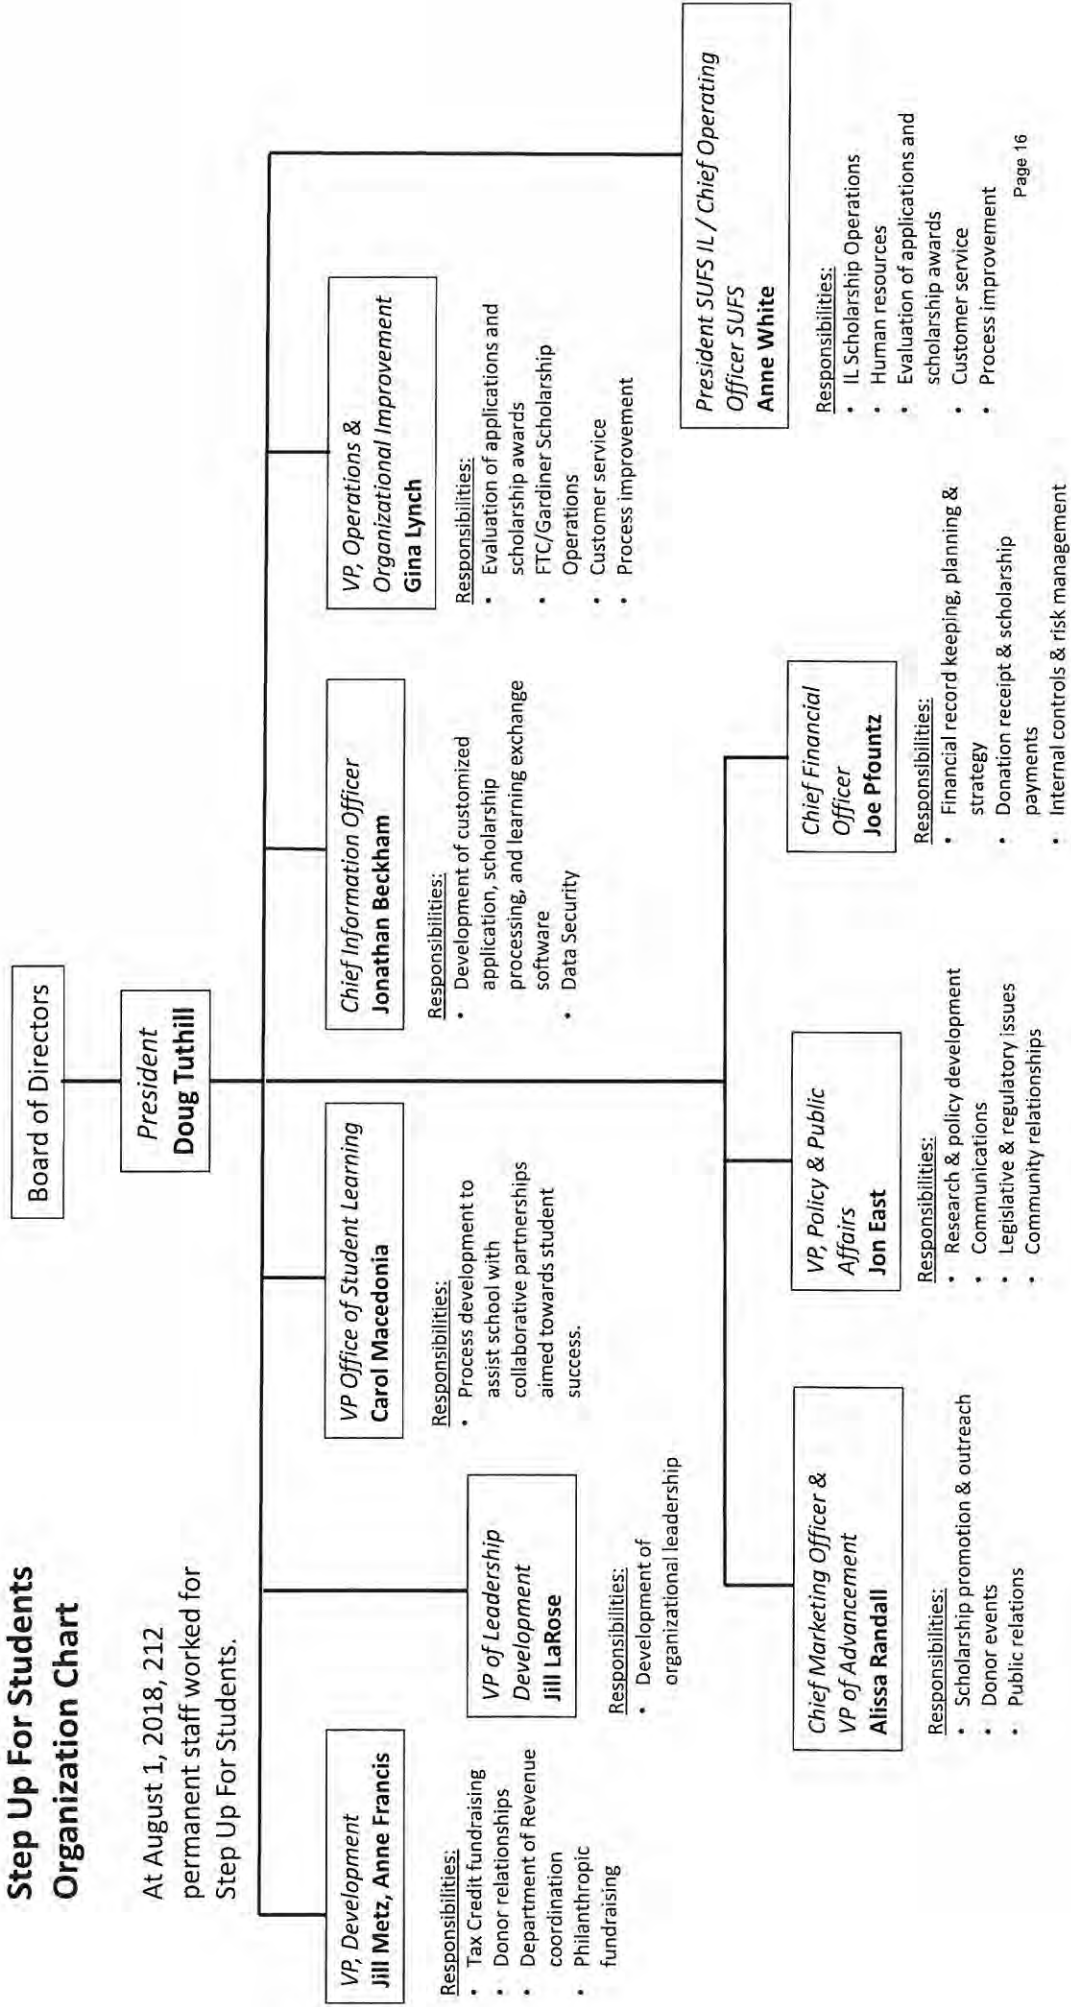 Step Up For Students
Organization Chart
At August 1, 2018, 212
permanent staff worked for
Step Up For Students.
Board of Directors
President
Doug Tuthill
VP, Development
Jill Metz, Anne Francis
Responsibilities:
• Tax Credit fundraising
• Donor relationships
• Department of Revenue
coordination
• Philanthropic
fundraising
VP of Leadership
Development
Jill LaRose
Responsibilities:
• Development of
organizational leadership
VP Office of Student Learning
Carol Macedonia
Responsibilities:
• Process development to
assist school with
collaborative partnerships
aimed towards student
success.
Chief Information Officer
Jonathan Beckham
Responsibilities:
• Development of customized
application, scholarship
processing, and learning exchange
software
• Data Security
VP, Operations &
Organizational Improvement
Gina Lynch
Responsibilities:
• Evaluation of applications and
scholarship awards
• FTC/Gardiner Scholarship
Operations
• Customer service
• Process improvement
President SUFS IL / Chief Operating
Officer SUFS
Anne White
Responsibilities:
• IL Scholarship Operations
• Human resources
• Evaluation of applications and
scholarship awards
• Customer service
• Process improvement
Chief Marketing Officer &
VP of Advancement
Alissa Randall
Responsibilities:
• Scholarship promotion & outreach
• Donor events
• Public relations
VP, Policy & Public
Affairs
Jon East
Responsibilities:
• Research & policy development
• Communications
• Legislative & regulatory issues
• Community relationships
Chief Financial
Officer
Joe Pfountz
Responsibilities:
• Financial record keeping, planning &
strategy
• Donation receipt & scholarship
payments
• Internal controls & risk management
Page 16